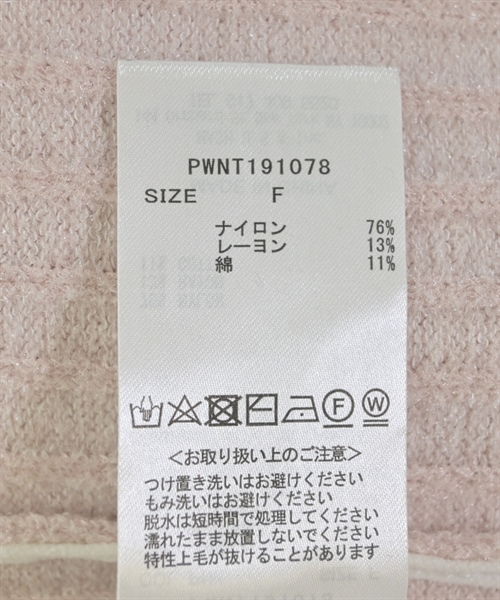 PWNT191078
SIZE F
ナイロン 76%
レーヨン 13%
綿 11%
F W
<お取り扱い上のご注意>
つけ置き洗いはお避けください
もみ洗いはお避けください
脱水は短時間で処理してください
濡れたまま放置しないでください
特性上毛が抜けることがあります